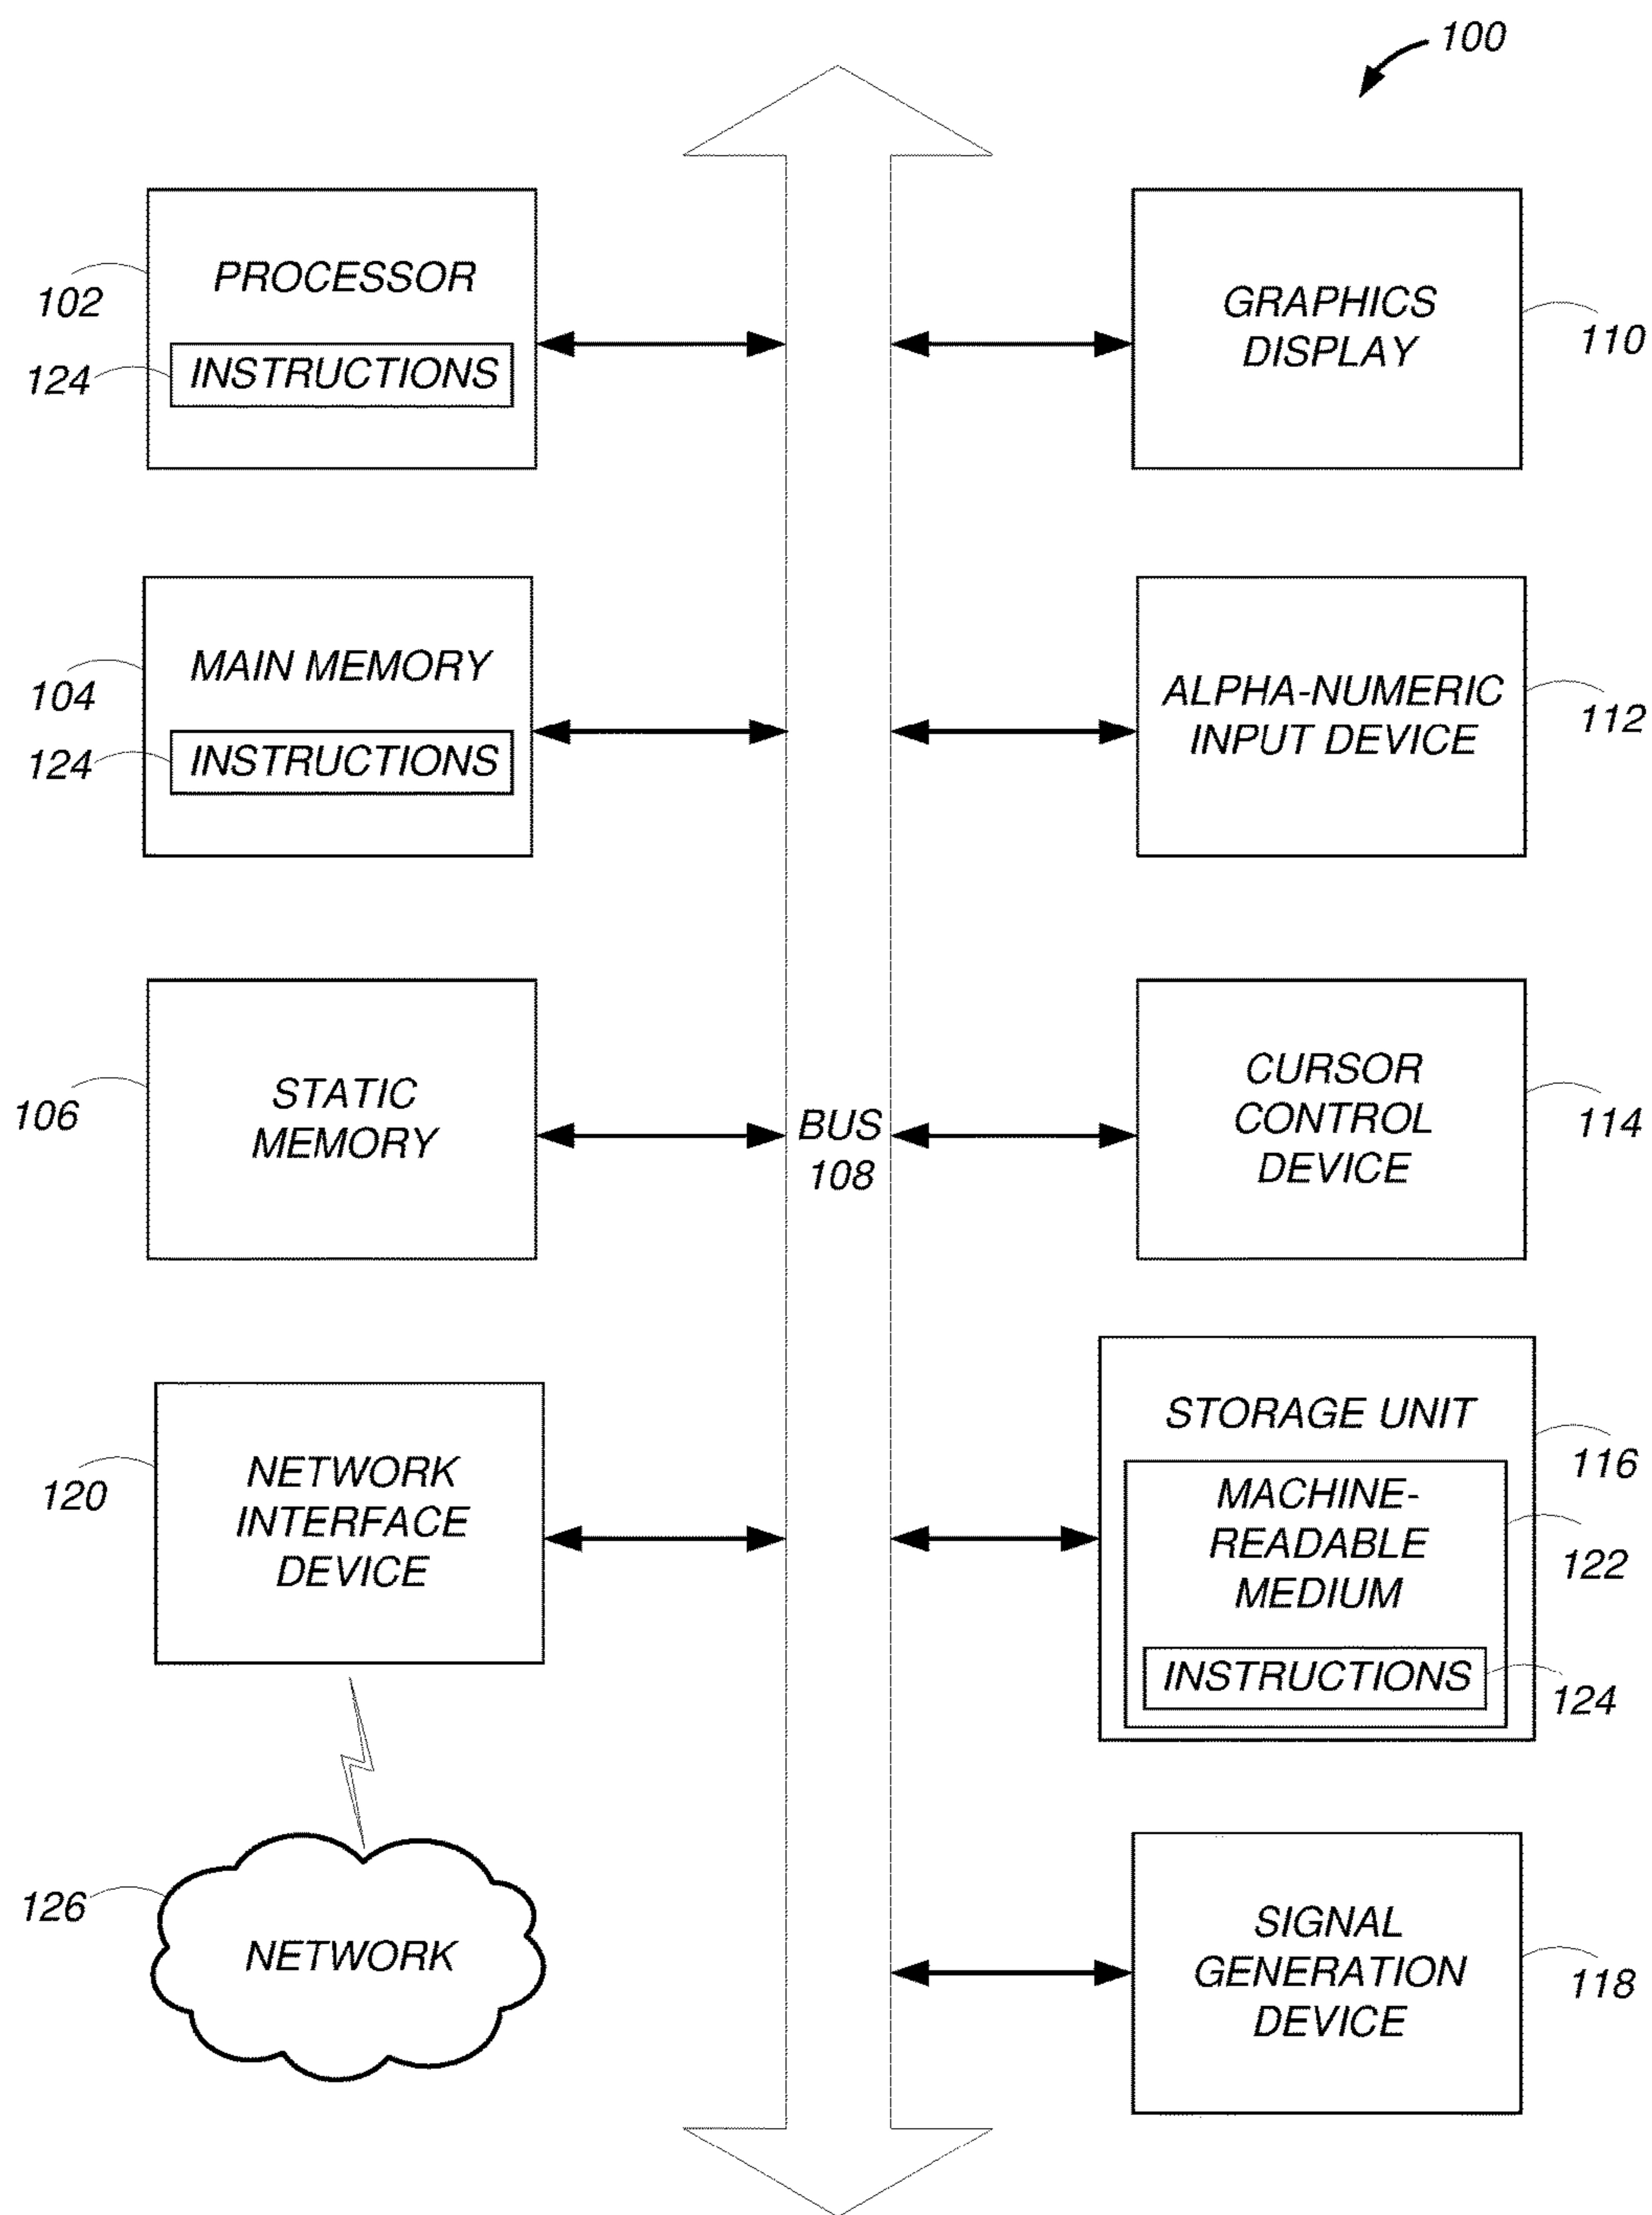 100
PROCESSOR
102
INSTRUCTIONS
124
GRAPHICS
DISPLAY
110
MAIN MEMORY
104
INSTRUCTIONS
124
ALPHA-NUMERIC
INPUT DEVICE
112
STATIC
MEMORY
106
BUS
108
CURSOR
CONTROL
DEVICE
114
NETWORK
INTERFACE
DEVICE
120
STORAGE UNIT
116
MACHINE-
READABLE
MEDIUM
122
INSTRUCTIONS
124
126
NETWORK
SIGNAL
GENERATION
DEVICE
118